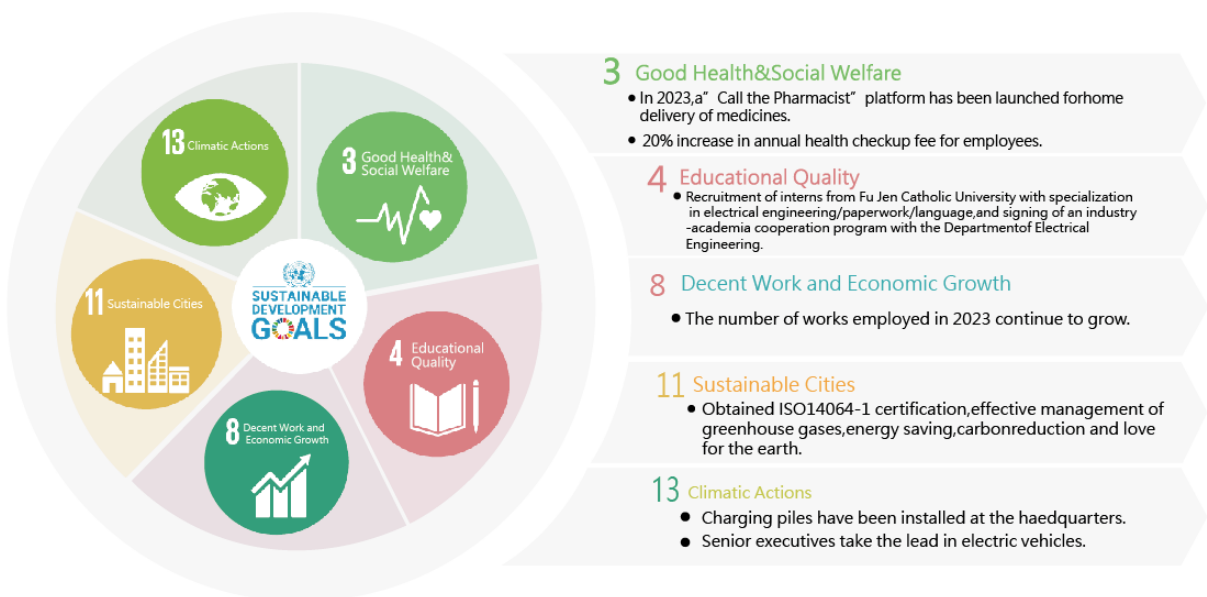 13 Climatic Actions
3 Good Health&
Social Welfare
11 Sustainable Cities
SUSTAINABLE
DEVELOPMENT
GOALS
4 Educational
Quality
8 Decent Work and
Economic Growth
3 Good Health&Social Welfare
● In 2023,a" Call the Pharmacist" platform has been launched forhome
delivery of medicines.
● 20% increase in annual health checkup fee for employees.
4 Educational Quality
● Recruitment of interns from Fu Jen Catholic University with specialization
in electrical engineering/paperwork/language,and signing of an industry
-academia cooperation program with the Departmentof Electrical
Engineering.
8 Decent Work and Economic Growth
● The number of works employed in 2023 continue to grow.
11 Sustainable Cities
● Obtained ISO14064-1 certification,effective management of
greenhouse gases,energy saving,carbonreduction and love
for the earth.
13 Climatic Actions
● Charging piles have been installed at the haedquarters.
● Senior executives take the lead in electric vehicles.